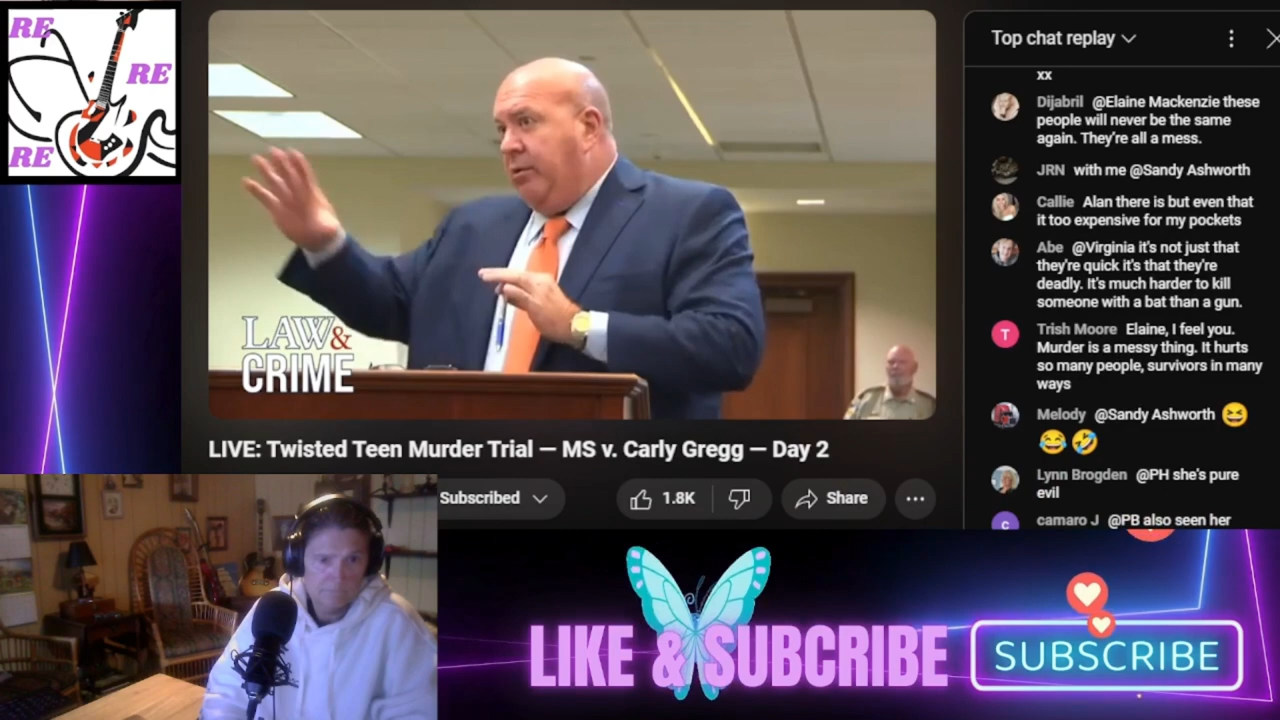 RE
RE
RE
LAW&
CRIME
LIVE: Twisted Teen Murder Trial — MS v. Carly Gregg — Day 2
Subscribed
1.8K
Share
Top chat replay
xx
Dijabril @Elaine Mackenzie these
people will never be the same
again. They're all a mess.
JRN with me @Sandy Ashworth
Callie Alan there is but even that
it too expensive for my pockets
Abe @Virginia it's not just that
they're quick it's that they're
deadly. It's much harder to kill
someone with a bat than a gun.
T
Trish Moore Elaine, I feel you.
Murder is a messy thing. It hurts
so many people, survivors in many
ways
Melody @Sandy Ashworth 😆
😂 🤣
Lynn Brogden @PH she's pure
evil
c
camaro J @PB also seen her
LIKE & SUBCRIBE
SUBSCRIBE